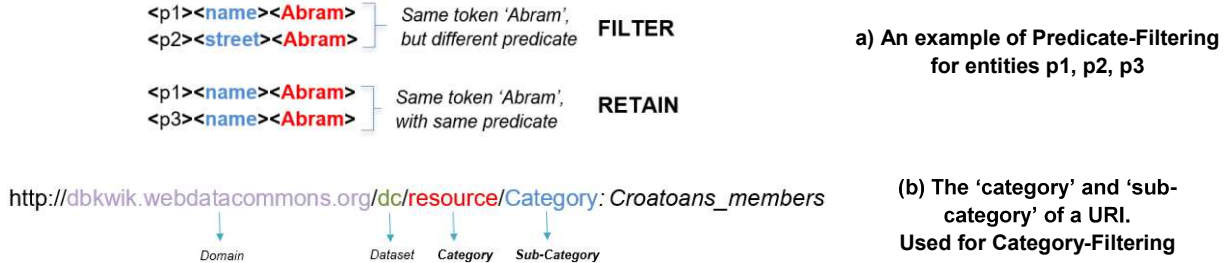 <p1><name><Abram>
<p2><street><Abram>
Same token ‘Abram’,
but different predicate
FILTER
<p1><name><Abram>
<p3><name><Abram>
Same token ‘Abram’,
with same predicate
RETAIN
a) An example of Predicate-Filtering
for entities p1, p2, p3
http://dbkwik.webdatacommons.org/dc/resource/Category: Croatoans_members
Domain
Dataset
Category
Sub-Category
(b) The ‘category’ and ‘sub-
category’ of a URI.
Used for Category-Filtering